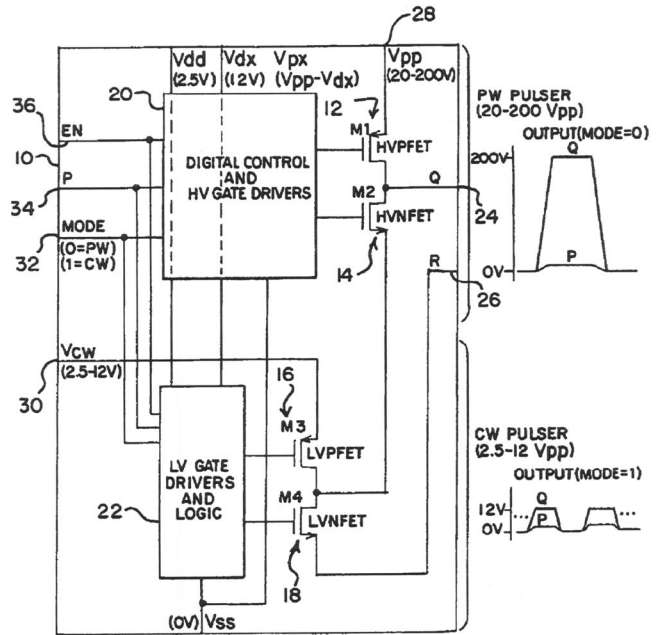 28
Vdd
(2.5V)
Vdx
(12V)
Vpx
(Vpp-Vdx)
Vpp
(20-200V)
20
12
36
EN
10
P
34
MODE
32
(0=PW)
(1=CW)
DIGITAL CONTROL
AND
HV GATE DRIVERS
M1
HVPFET
M2
HVNFET
Q
24
14
R
26
PW PULSER
(20-200 Vpp)
OUTPUT(MODE=0)
200V
Q
P
0V
VCW
(2.5-12V)
30
16
M3
LVPFET
LV GATE
DRIVERS
AND
LOGIC
22
M4
LVNFET
18
(0V) Vss
CW PULSER
(2.5-12 Vpp)
OUTPUT(MODE=1)
Q
12V
... P ...
0V